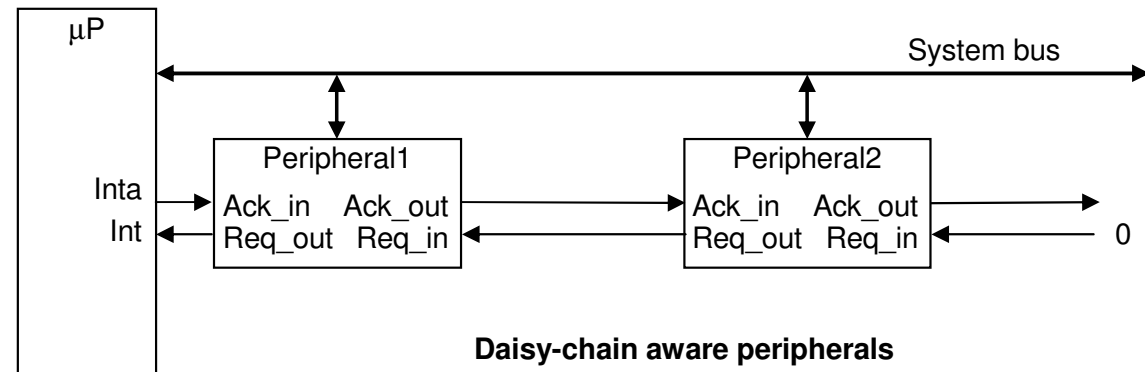 μP
System bus
Peripheral1
Peripheral2
Inta
Ack_in Ack_out
Ack_in Ack_out
Int
Req_out Req_in
Req_out Req_in
0
Daisy-chain aware peripherals